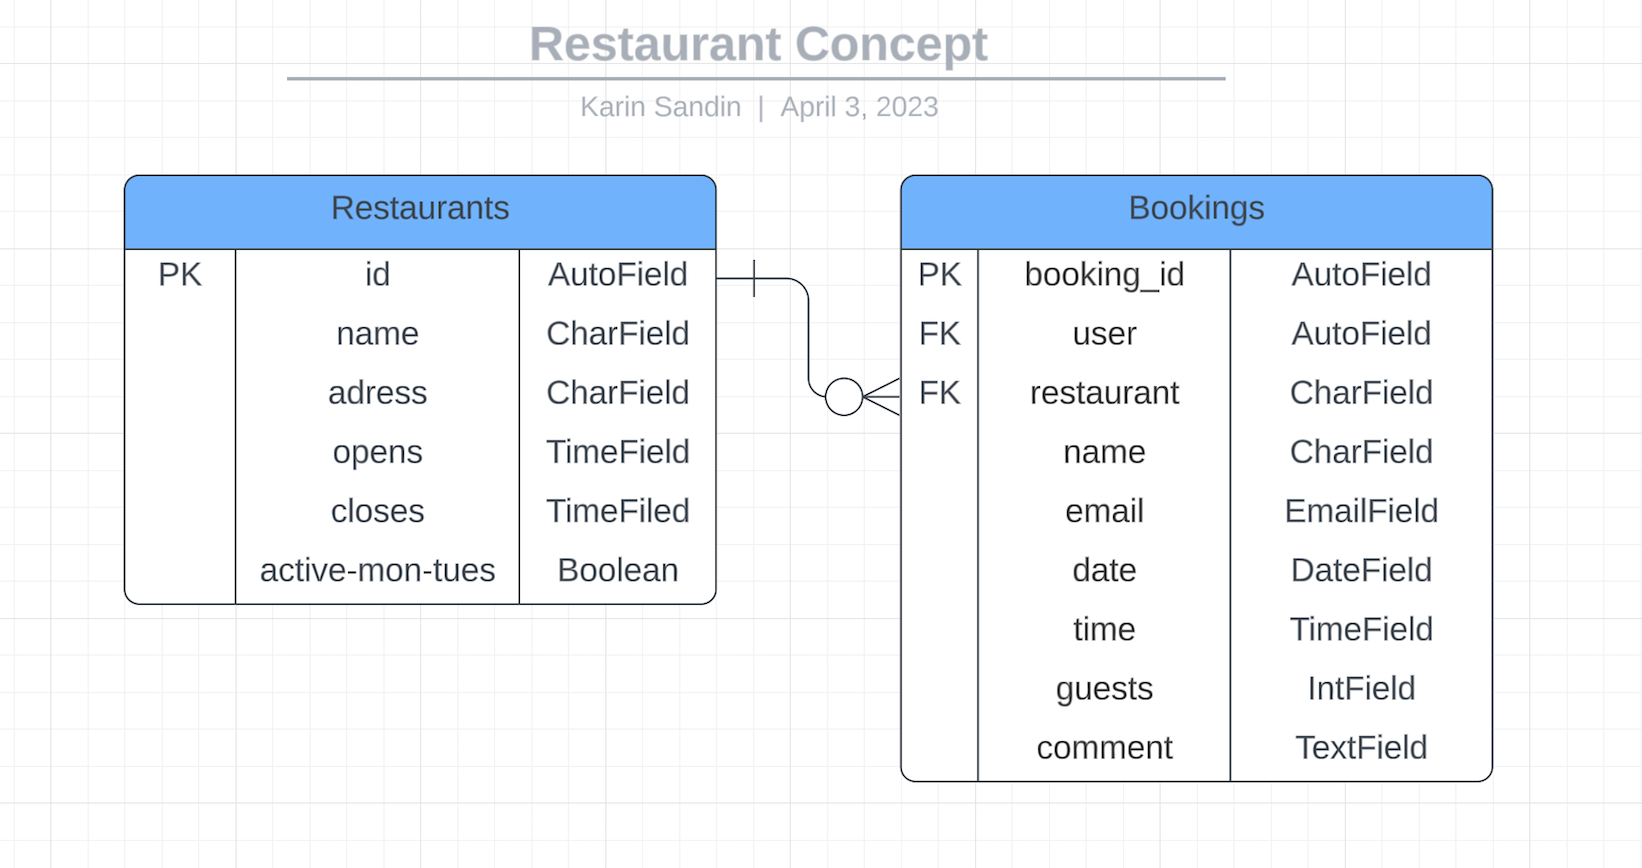 Restaurant Concept
Karin Sandin | April 3, 2023
Restaurants
PK id AutoField
name CharField
adress CharField
opens TimeField
closes TimeFiled
active-mon-tues Boolean
Bookings
PK booking_id AutoField
FK user AutoField
FK restaurant CharField
name CharField
email EmailField
date DateField
time TimeField
guests IntField
comment TextField